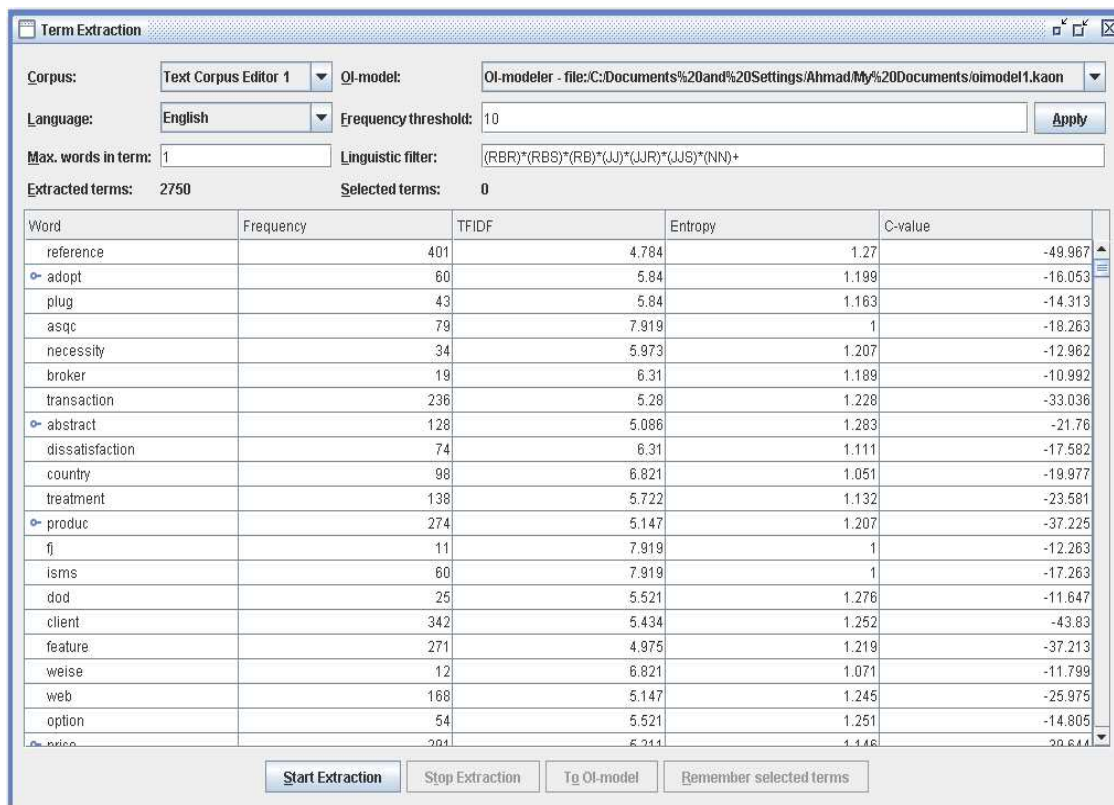 Term Extraction
Corpus: Text Corpus Editor 1 OI-model: OI-modeler - file:/C:/Documents%20and%20Settings/Ahmad/My%20Documents/oimodel1.kaon
Language: English Frequency threshold: 10 Apply
Max. words in term: 1 Linguistic filter: (RBR)*(RBS)*(RB)*(JJ)*(JJR)*(JJS)*(NN)+
Extracted terms: 2750 Selected terms: 0
Word Frequency TFIDF Entropy C-value
reference 401 4.784 1.27 -49.967
adopt 60 5.84 1.199 -16.053
plug 43 5.84 1.163 -14.313
asqc 79 7.919 1 -18.263
necessity 34 5.973 1.207 -12.962
broker 19 6.31 1.189 -10.992
transaction 236 5.28 1.228 -33.036
abstract 128 5.086 1.283 -21.76
dissatisfaction 74 6.31 1.111 -17.582
country 98 6.821 1.051 -19.977
treatment 138 5.722 1.132 -23.581
produc 274 5.147 1.207 -37.225
fj 11 7.919 1 -12.263
isms 60 7.919 1 -17.263
dod 25 5.521 1.276 -11.647
client 342 5.434 1.252 -43.83
feature 271 4.975 1.219 -37.213
weise 12 6.821 1.071 -11.799
web 168 5.147 1.245 -25.975
option 54 5.521 1.251 -14.805
price 291 5.211 1.146 -39.644
Start Extraction Stop Extraction To OI-model Remember selected terms